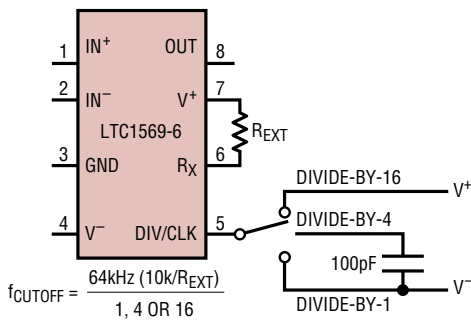 1 IN+ OUT 8
2 IN− V+ 7
LTC1569-6 REXT
3 GND RX 6
DIVIDE-BY-16 V+
4 V− DIV/CLK 5 DIVIDE-BY-4
100pF
DIVIDE-BY-1 V−
fCUTOFF = 64kHz (10k/REXT)
1, 4 OR 16